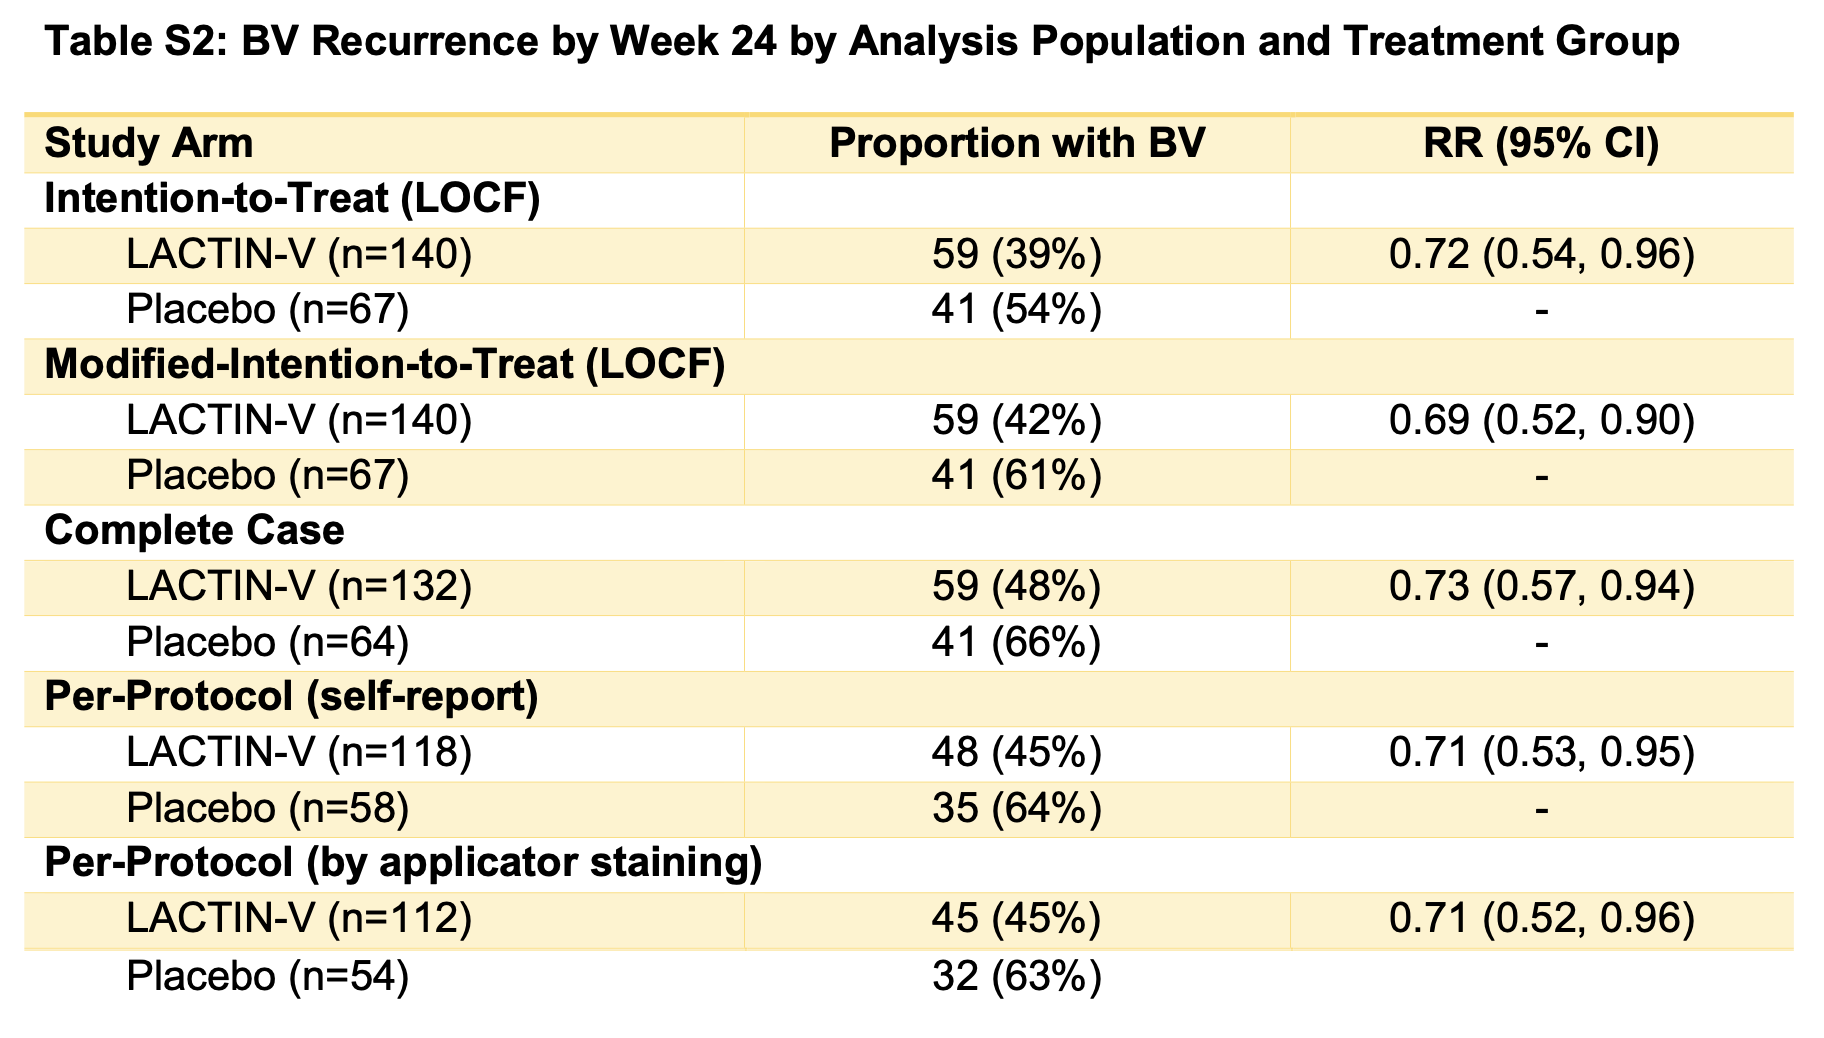 Table S2: BV Recurrence by Week 24 by Analysis Population and Treatment Group
Study Arm Proportion with BV RR (95% CI)
Intention-to-Treat (LOCF)
LACTIN-V (n=140) 59 (39%) 0.72 (0.54, 0.96)
Placebo (n=67) 41 (54%) -
Modified-Intention-to-Treat (LOCF)
LACTIN-V (n=140) 59 (42%) 0.69 (0.52, 0.90)
Placebo (n=67) 41 (61%) -
Complete Case
LACTIN-V (n=132) 59 (48%) 0.73 (0.57, 0.94)
Placebo (n=64) 41 (66%) -
Per-Protocol (self-report)
LACTIN-V (n=118) 48 (45%) 0.71 (0.53, 0.95)
Placebo (n=58) 35 (64%) -
Per-Protocol (by applicator staining)
LACTIN-V (n=112) 45 (45%) 0.71 (0.52, 0.96)
Placebo (n=54) 32 (63%)